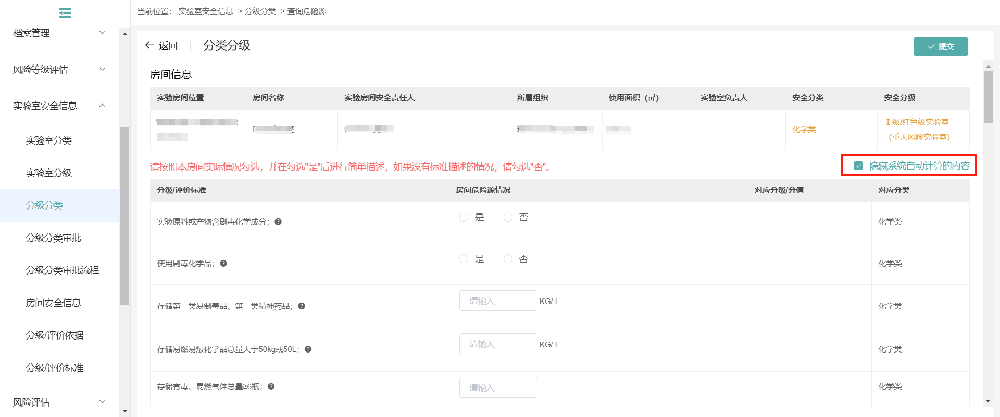 当前位置： 实验室安全信息 -> 分级分类 -> 查询危险源
档案管理
风险等级评估
实验室安全信息
实验室分类
实验室分级
分级分类
分级分类审批
分级分类审批流程
房间安全信息
分级/评价依据
分级/评价标准
风险评估
返回 分类分级
提交
房间信息
实验房间位置 房间名称 实验房间安全责任人 所属组织 使用面积（㎡） 实验室负责人 安全分类 安全分级
化学类 I 级/红色级实验室
（重大风险实验室）
请按照本房间实际情况勾选，并在勾选"是"后进行简单描述，如果没有标准描述的情况，请勾选"否"。
隐藏系统自动计算的内容
分级/评价标准 房间危险源情况 对应分级/分值 对应分类
实验原料或产物含剧毒化学成分； 是 否 化学类
使用剧毒化学品； 是 否 化学类
存储第一类易制毒品、第一类精神药品； 请输入 KG/ L 化学类
存储易燃易爆化学品总量大于50kg或50L； 请输入 KG/ L 化学类
存储有毒、易燃气体总量≥6瓶； 请输入 化学类